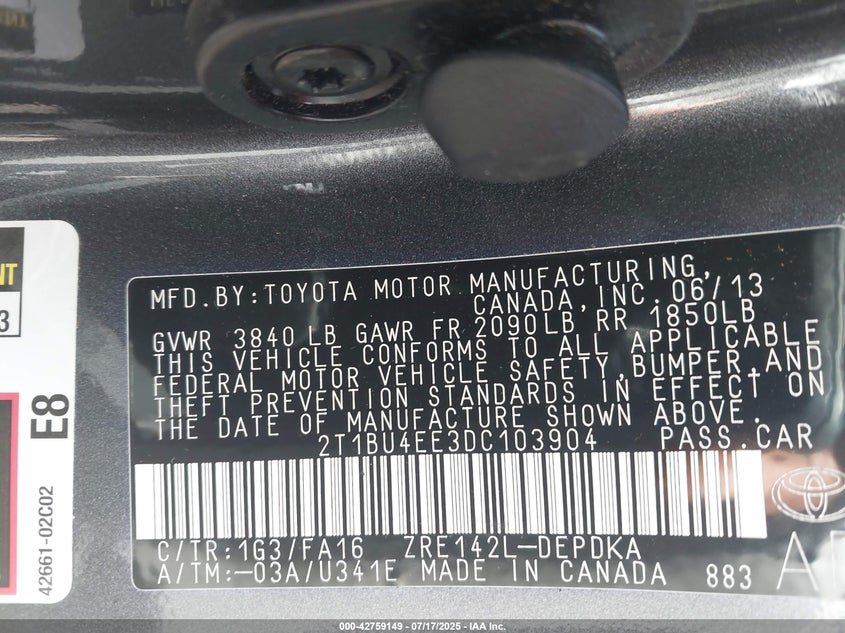 MFD.BY:TOYOTA MOTOR MANUFACTURING,
CANADA,INC. 06/13
GVWR 3840 LB GAWR FR 2090LB RR 1850LB
THIS VEHICLE CONFORMS TO ALL APPLICABLE
FEDERAL MOTOR VEHICLE SAFETY,BUMPER,AND
THEFT PREVENTION STANDARDS IN EFFECT ON
THE DATE OF MANUFACTURE SHOWN ABOVE.
2T1BU4EE3DC103904 PASS.CAR
C/TR:1G3/FA16 ZRE142L-DEPDKA
A/TM:-03A/U341E MADE IN CANADA 883
NT
3
E8
42661-02C02
000-42759149 - 07/17/2025 - IAA Inc.